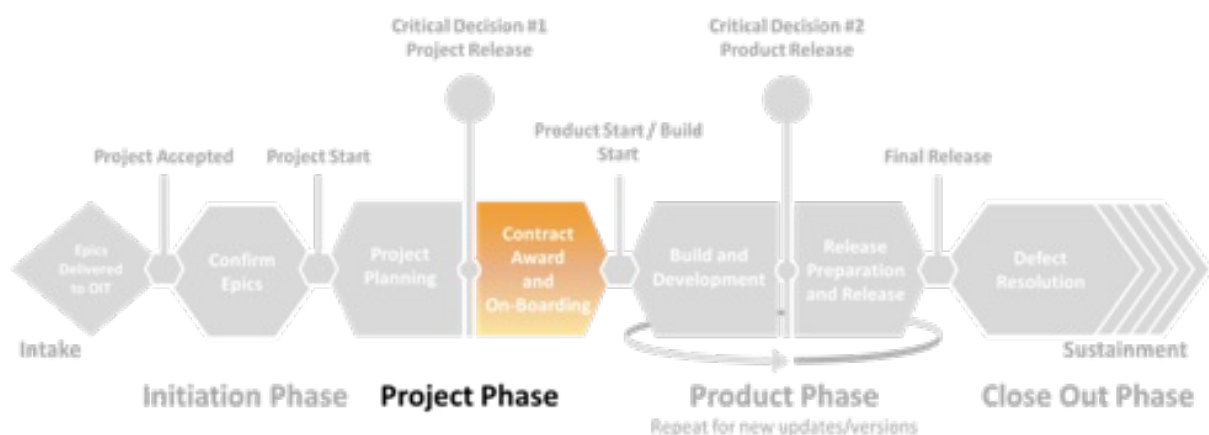 Critical Decision #1
Project Release
Critical Decision #2
Product Release
Product Start / Build
Start
Project Accepted
Project Start
Final Release
Epics
Delivered
to OIT
Confirm
Epics
Project
Planning
Contract
Award
and
On-Boarding
Build and
Development
Release
Preparation
and Release
Defect
Resolution
Intake
Sustainment
Initiation Phase
Project Phase
Product Phase
Close Out Phase
Repeat for new updates/versions